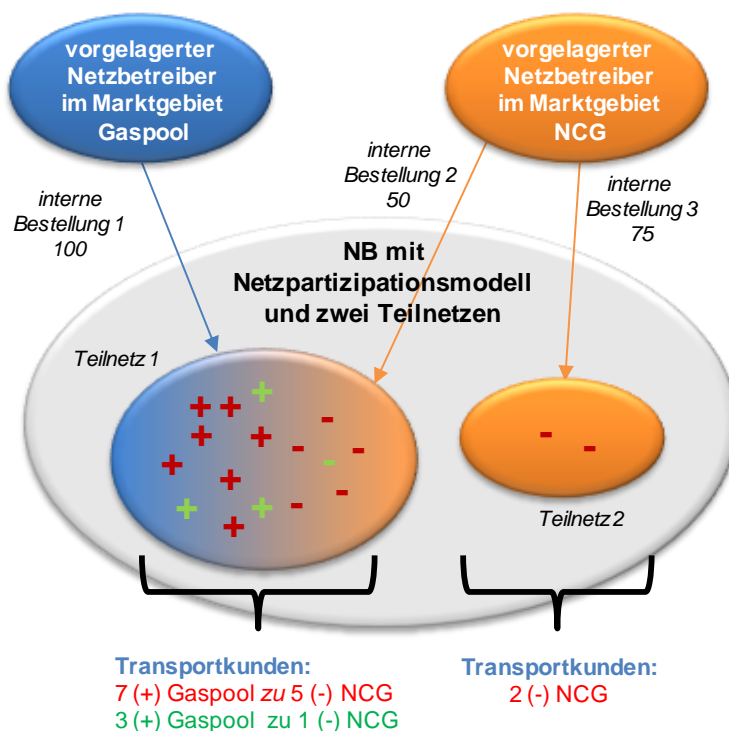 vorgelagerter
Netzbetreiber
im Marktgebiet
Gaspool
vorgelagerter
Netzbetreiber
im Marktgebiet
NCG
interne
Bestellung 1
100
interne
Bestellung 2
50
interne
Bestellung 3
75
NB mit
Netzpartizipationsmodell
und zwei Teilnetzen
Teilnetz 1
+ + +
+ + -
+ - - -
+ -
+ + -
+
- -
Teilnetz 2
Transportkunden:
7 (+) Gaspool zu 5 (-) NCG
3 (+) Gaspool zu 1 (-) NCG
Transportkunden:
2 (-) NCG